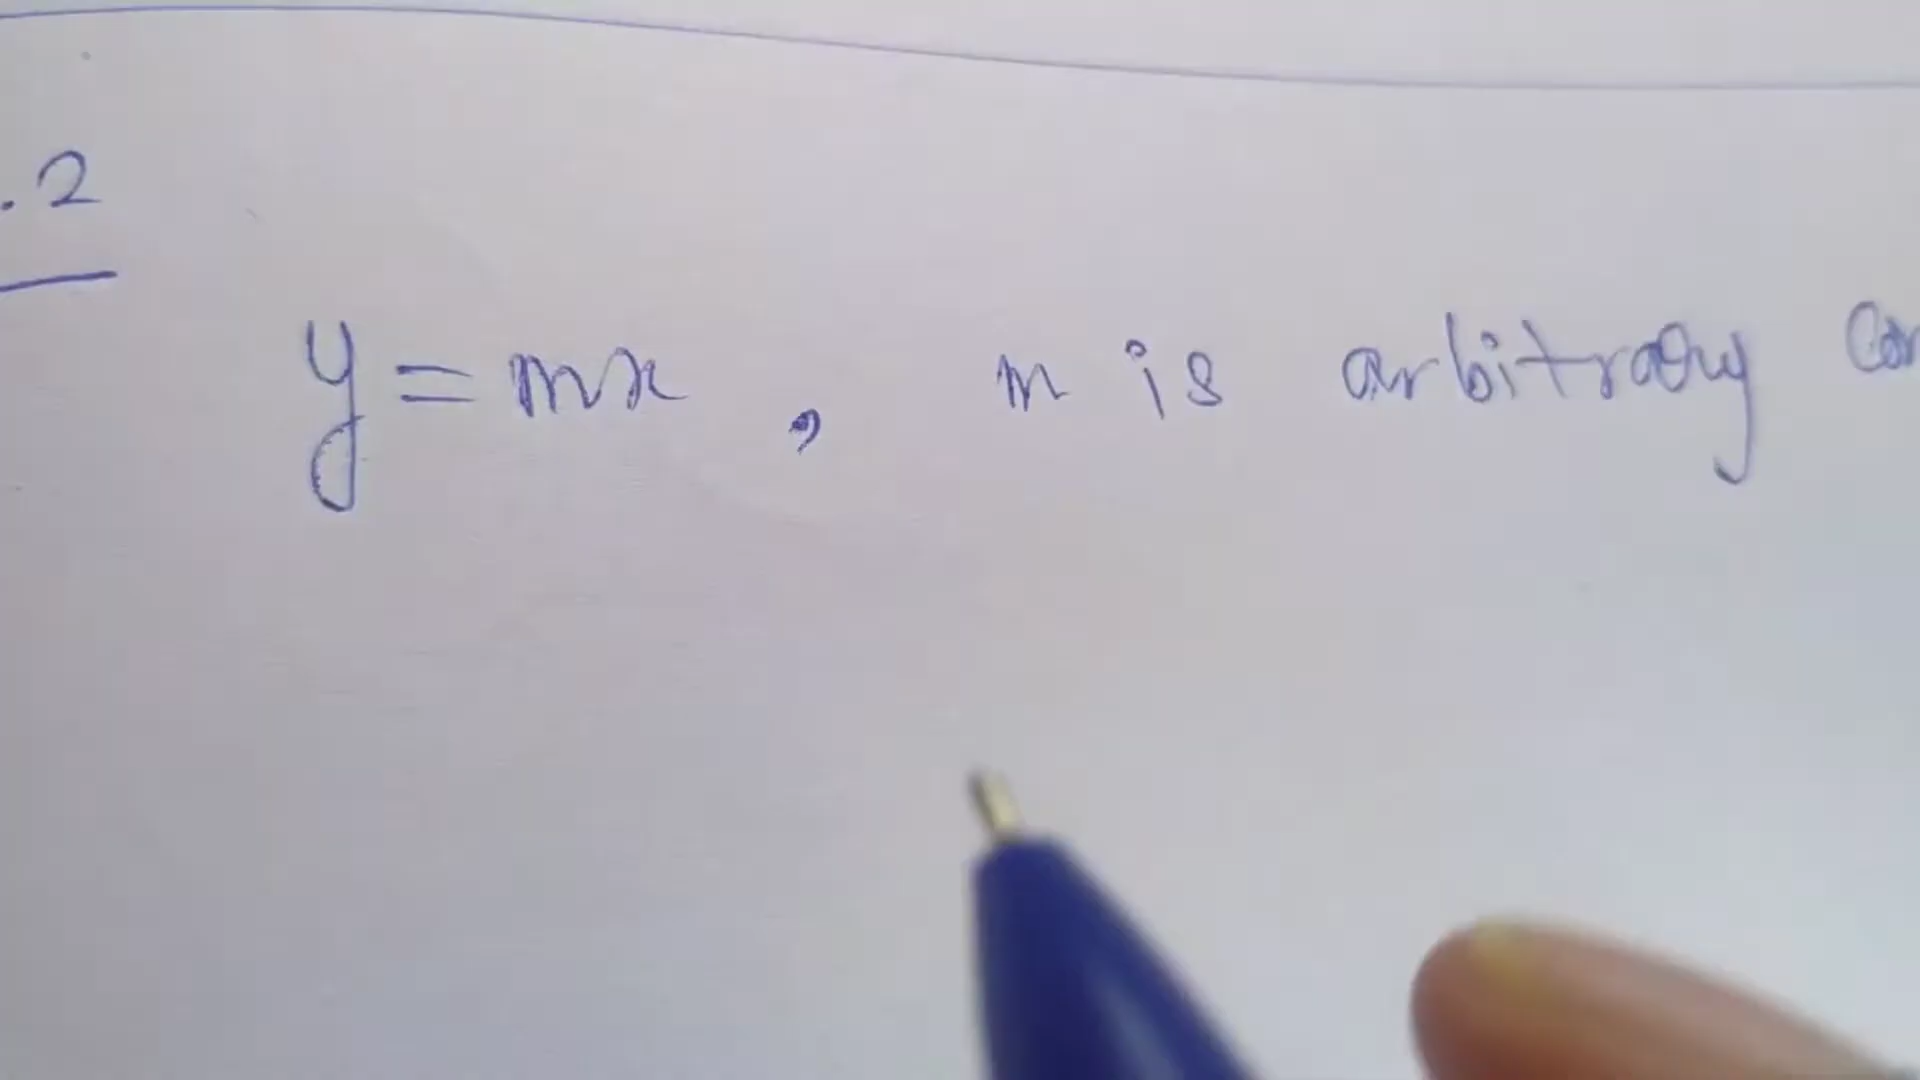 .2
y = mx , m is arbitrary